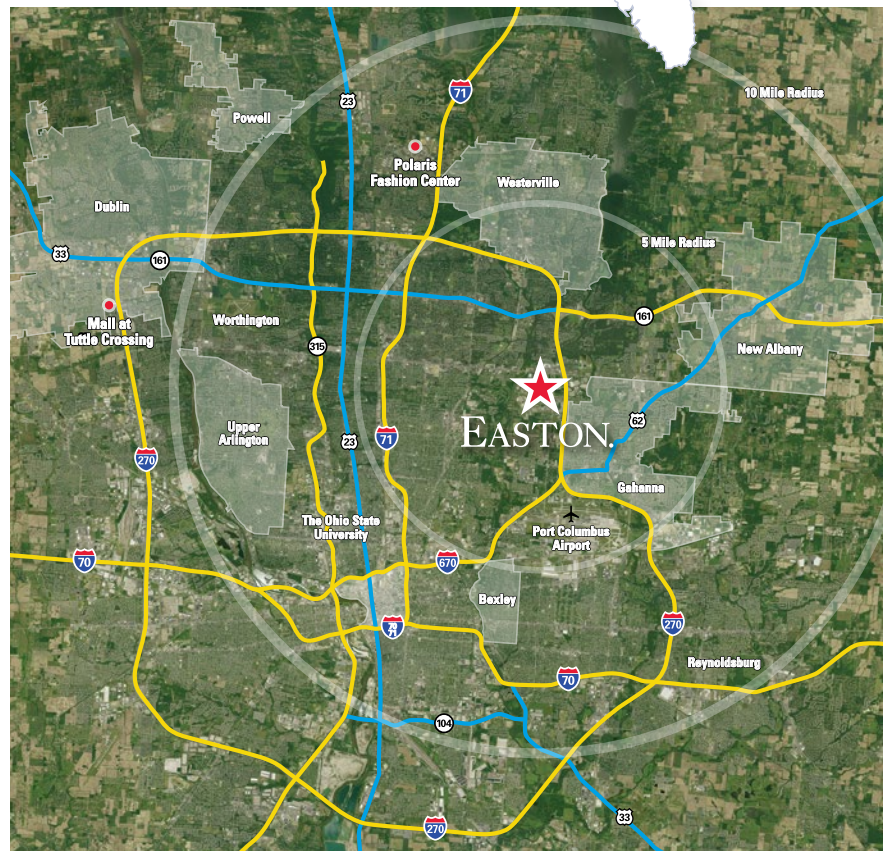 10 Mile Radius
23
71
Powell
Polaris
Fashion Center
Westerville
Dublin
5 Mile Radius
33
161
Mall at
Tuttle Crossing
Worthington
315
161
New Albany
62
Upper
Arlington
EASTON.
23
71
270
Gahanna
The Ohio State
University
Port Columbus
Airport
70
670
Bexley
70
71
270
Reynoldsburg
70
104
33
270